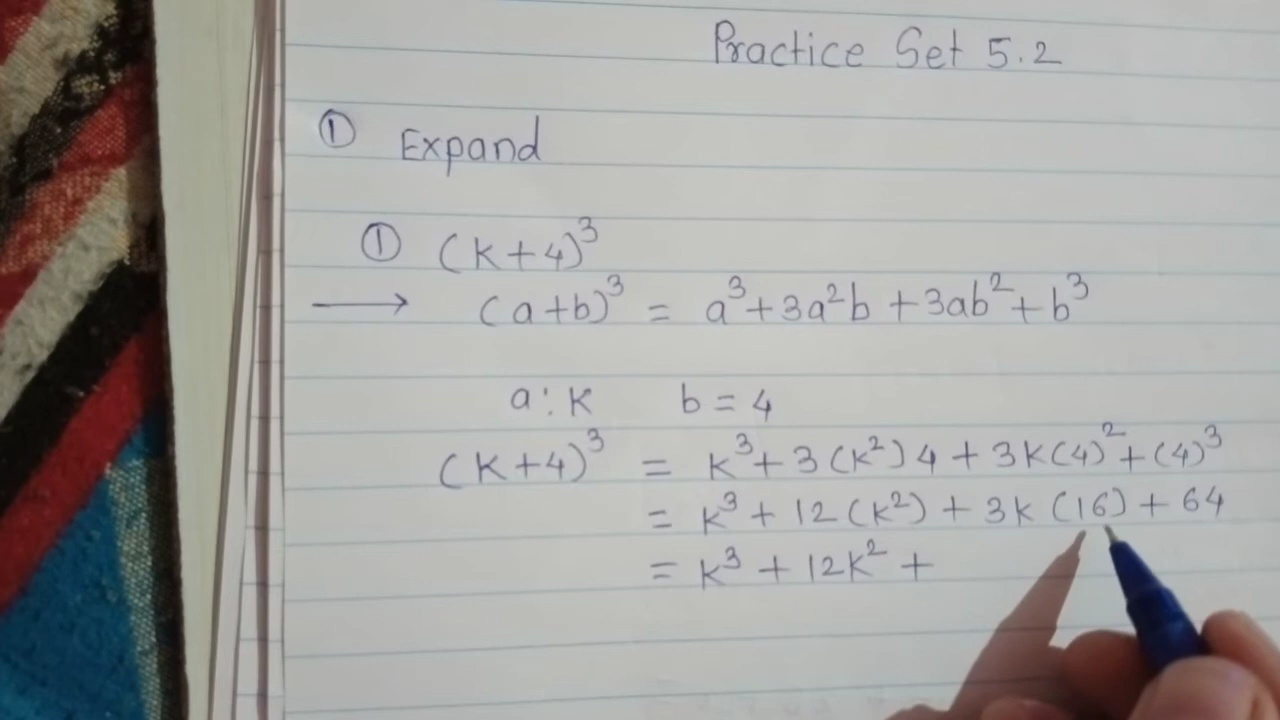 Practice Set 5.2
① Expand
① (k+4)³
⟶ (a+b)³ = a³+3a²b+3ab²+b³
a:k b=4
(k+4)³ = k³+3(k²)4+3k(4)²+(4)³
= k³+12(k²)+3k(16)+64
= k³+12k²+